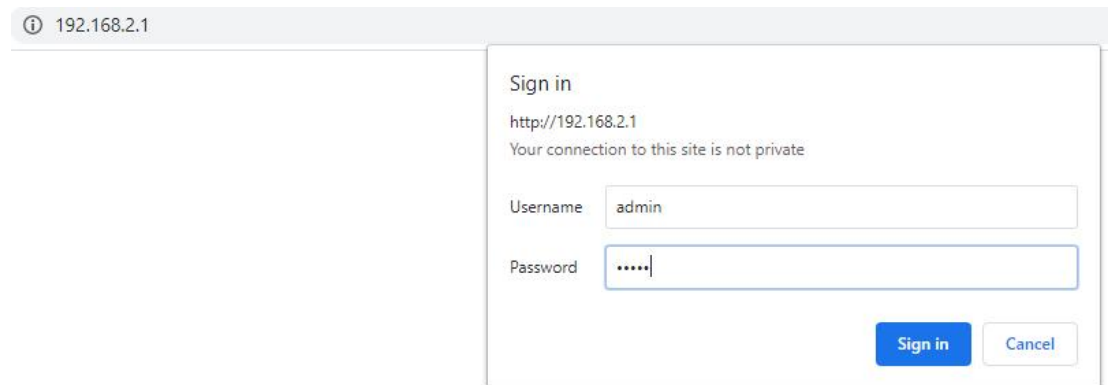 192.168.2.1
Sign in
http://192.168.2.1
Your connection to this site is not private
Username admin
Password •••••
Sign in Cancel